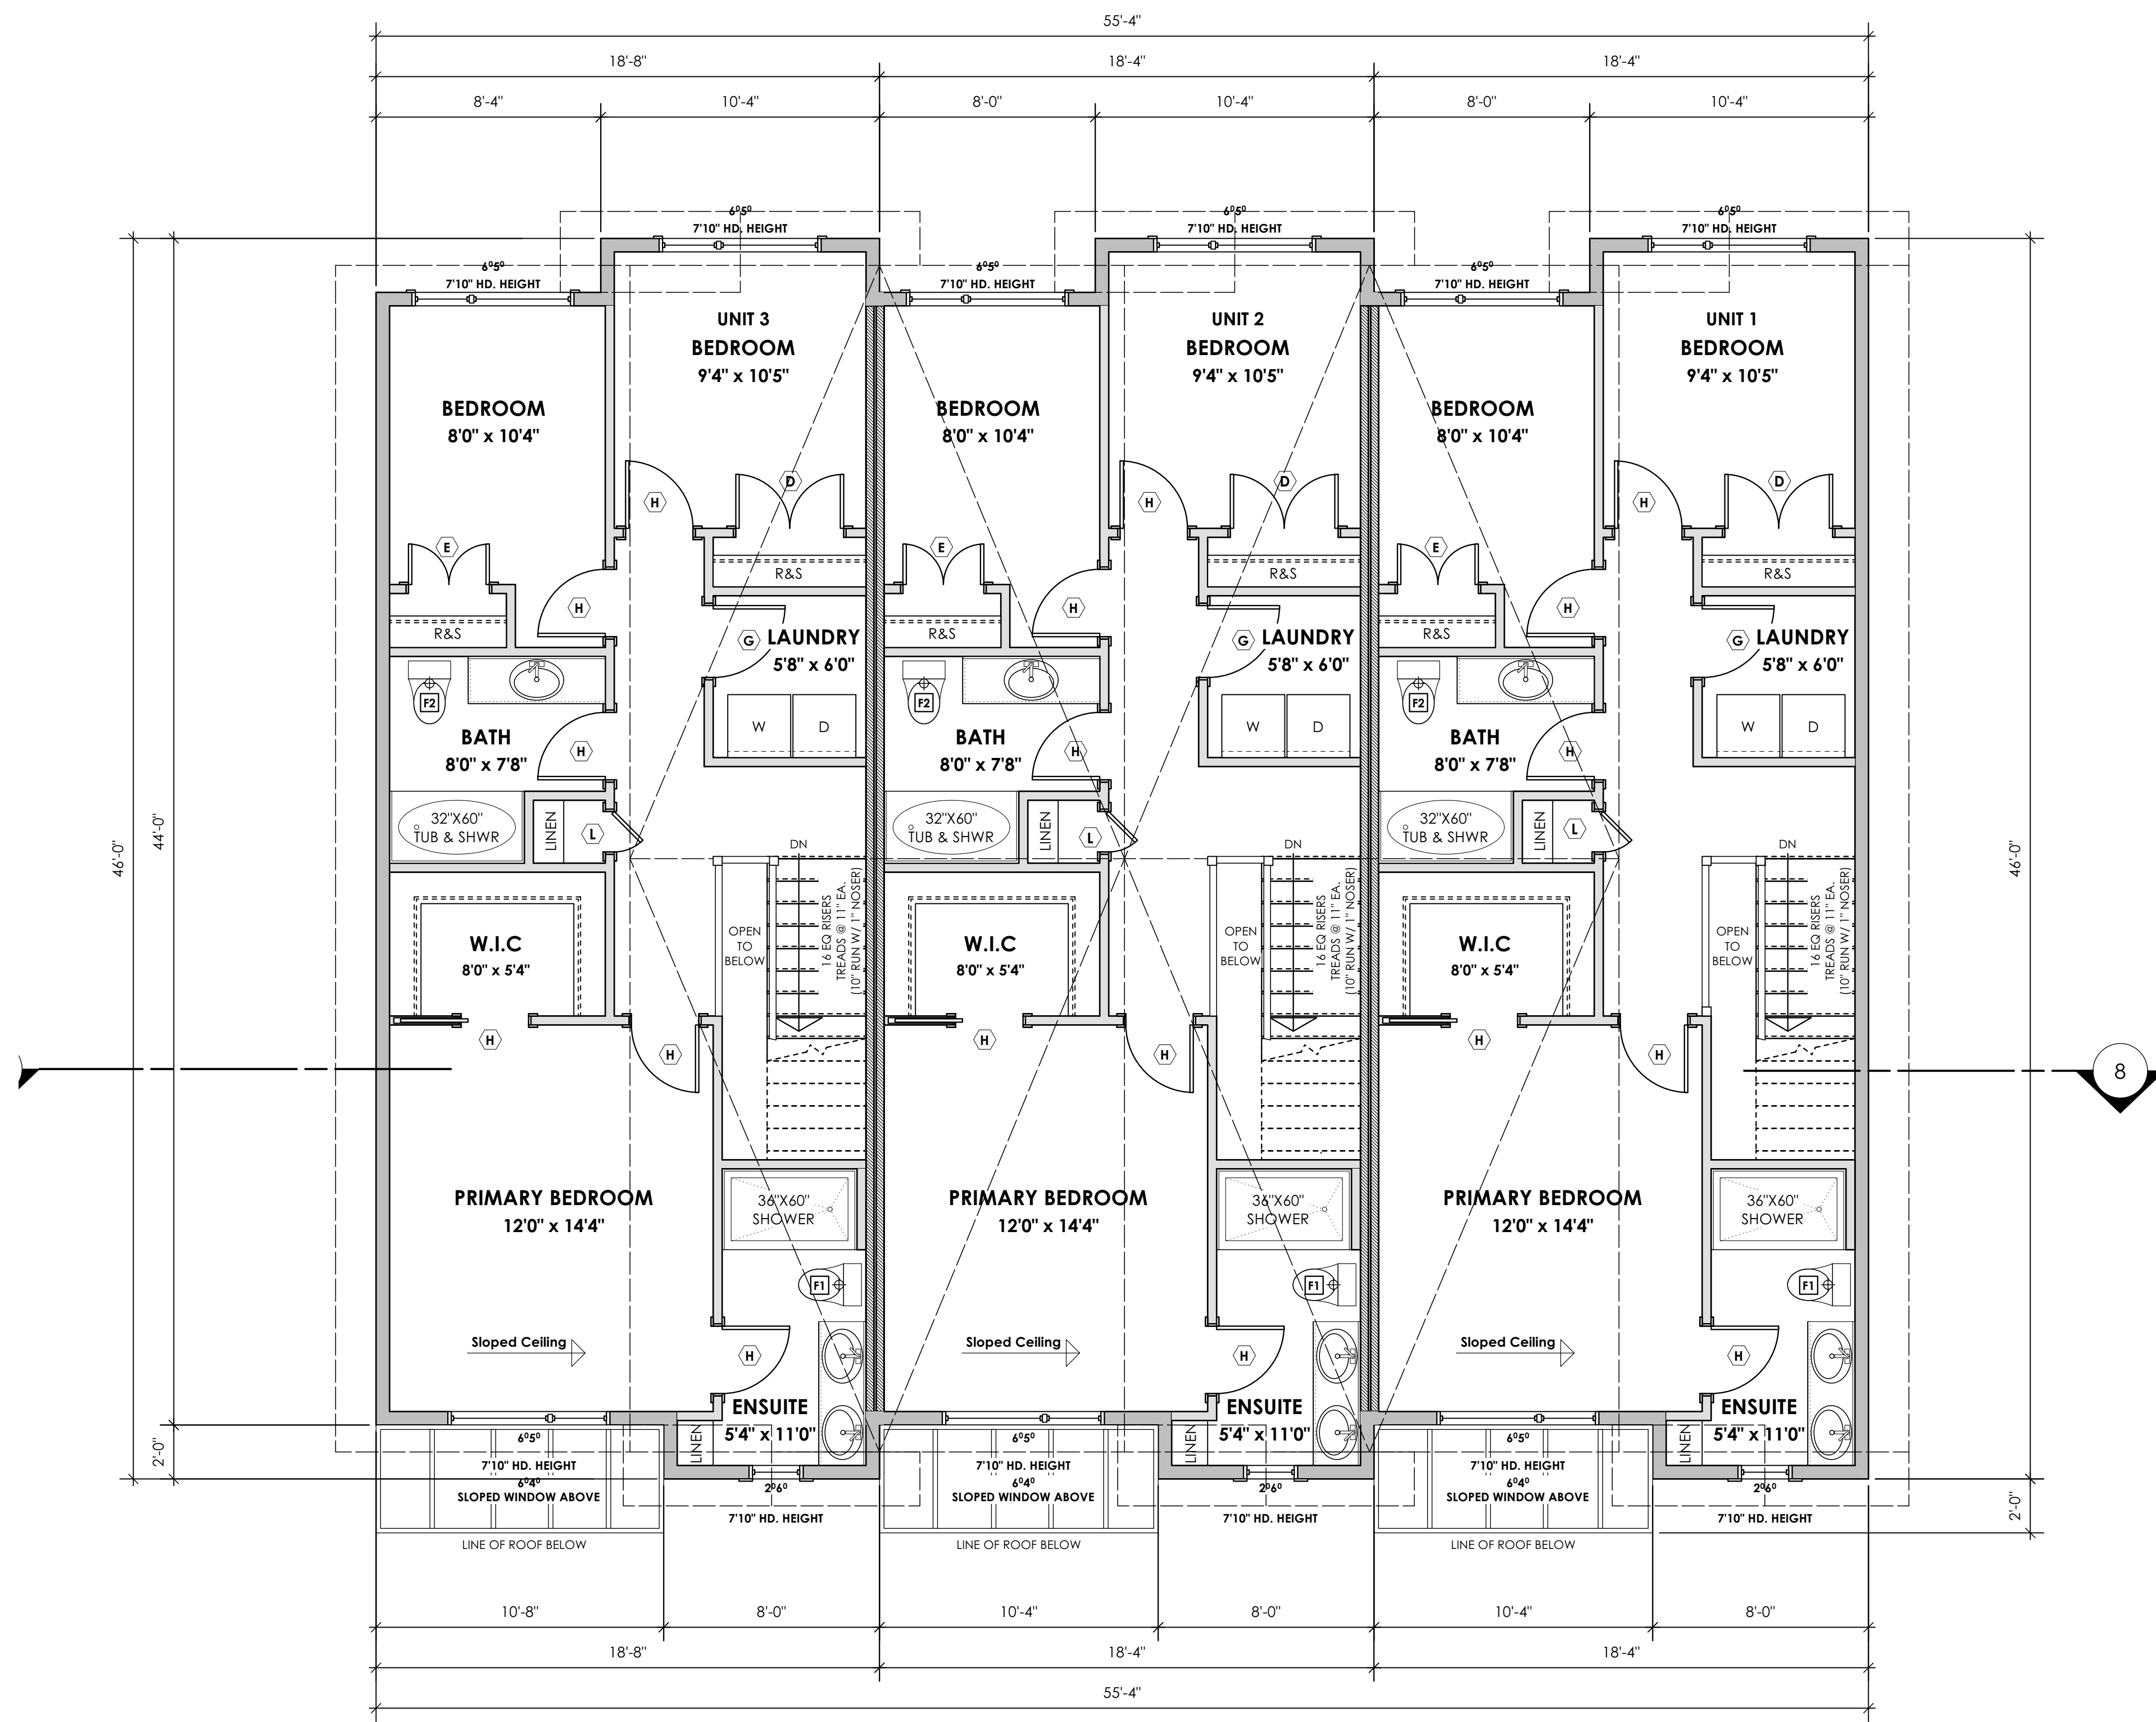 55'-4"
18'-8" 18'-4" 18'-4"
8'-4" 10'-4" 8'-0" 10'-4" 8'-0" 10'-4"
6⁰5⁰ 6⁰5⁰ 6⁰5⁰
7'10" HD. HEIGHT 7'10" HD. HEIGHT 7'10" HD. HEIGHT
6⁰5⁰ 6⁰5⁰ 6⁰5⁰
7'10" HD. HEIGHT 7'10" HD. HEIGHT 7'10" HD. HEIGHT
UNIT 3 UNIT 2 UNIT 1
BEDROOM BEDROOM BEDROOM
9'4" x 10'5" 9'4" x 10'5" 9'4" x 10'5"
BEDROOM BEDROOM BEDROOM
8'0" x 10'4" 8'0" x 10'4" 8'0" x 10'4"
D D D
H H H
E E E
R&S R&S R&S
H H H
R&S R&S R&S
G LAUNDRY G LAUNDRY G LAUNDRY
5'8" x 6'0" 5'8" x 6'0" 5'8" x 6'0"
F2 F2 F2
W D W D W D
BATH BATH BATH
H H H
8'0" x 7'8" 8'0" x 7'8" 8'0" x 7'8"
32"X60" 32"X60" 32"X60"
TUB & SHWR TUB & SHWR TUB & SHWR
LINEN LINEN LINEN
L L L
46'-0"
44'-0"
46'-0"
DN DN DN
OPEN OPEN OPEN
TO TO TO
BELOW BELOW BELOW
16 EQ RISERS
TREADS @ 11" EA.
(10" RUN W/ 1" NOSER)
16 EQ RISERS
TREADS @ 11" EA.
(10" RUN W/ 1" NOSER)
16 EQ RISERS
TREADS @ 11" EA.
(10" RUN W/ 1" NOSER)
W.I.C W.I.C W.I.C
8'0" x 5'4" 8'0" x 5'4" 8'0" x 5'4"
H H H
H H H
8
PRIMARY BEDROOM PRIMARY BEDROOM PRIMARY BEDROOM
12'0" x 14'4" 12'0" x 14'4" 12'0" x 14'4"
36"X60" 36"X60" 36"X60"
SHOWER SHOWER SHOWER
F1 F1 F1
Sloped Ceiling Sloped Ceiling Sloped Ceiling
H H H
ENSUITE ENSUITE ENSUITE
5'4" x 11'0" 5'4" x 11'0" 5'4" x 11'0"
LINEN LINEN LINEN
2'-0"
2'-0"
6⁰5⁰ 6⁰5⁰ 6⁰5⁰
7'10" HD. HEIGHT 7'10" HD. HEIGHT 7'10" HD. HEIGHT
6⁰4⁰ 6⁰4⁰ 6⁰4⁰
SLOPED WINDOW ABOVE SLOPED WINDOW ABOVE SLOPED WINDOW ABOVE
2⁰6⁰ 2⁰6⁰ 2⁰6⁰
7'10" HD. HEIGHT 7'10" HD. HEIGHT 7'10" HD. HEIGHT
LINE OF ROOF BELOW LINE OF ROOF BELOW LINE OF ROOF BELOW
10'-8" 8'-0" 10'-4" 8'-0" 10'-4" 8'-0"
18'-8" 18'-4" 18'-4"
55'-4"